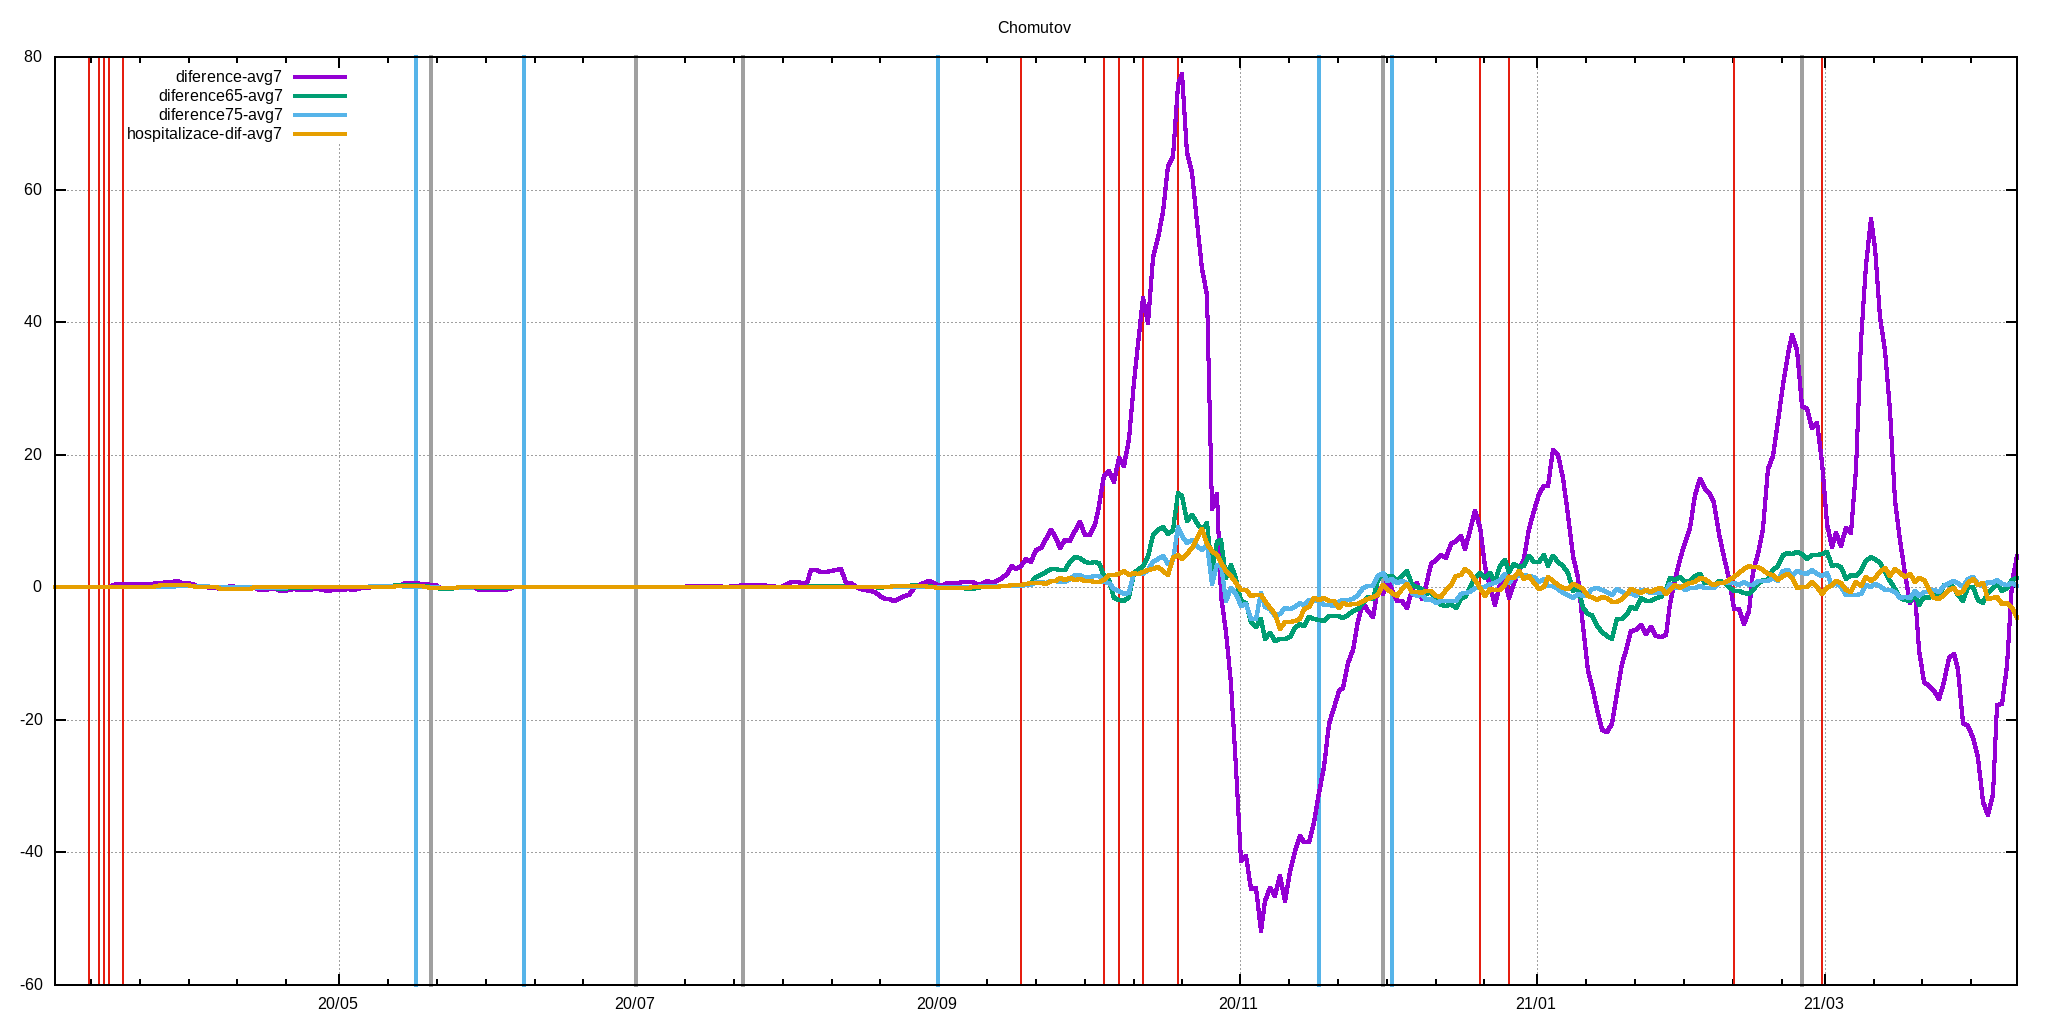 Chomutov
80
diference-avg7
diference65-avg7
diference75-avg7
hospitalizace-dif-avg7
60
40
20
0
-20
-40
-60
20/05 20/07 20/09 20/11 21/01 21/03